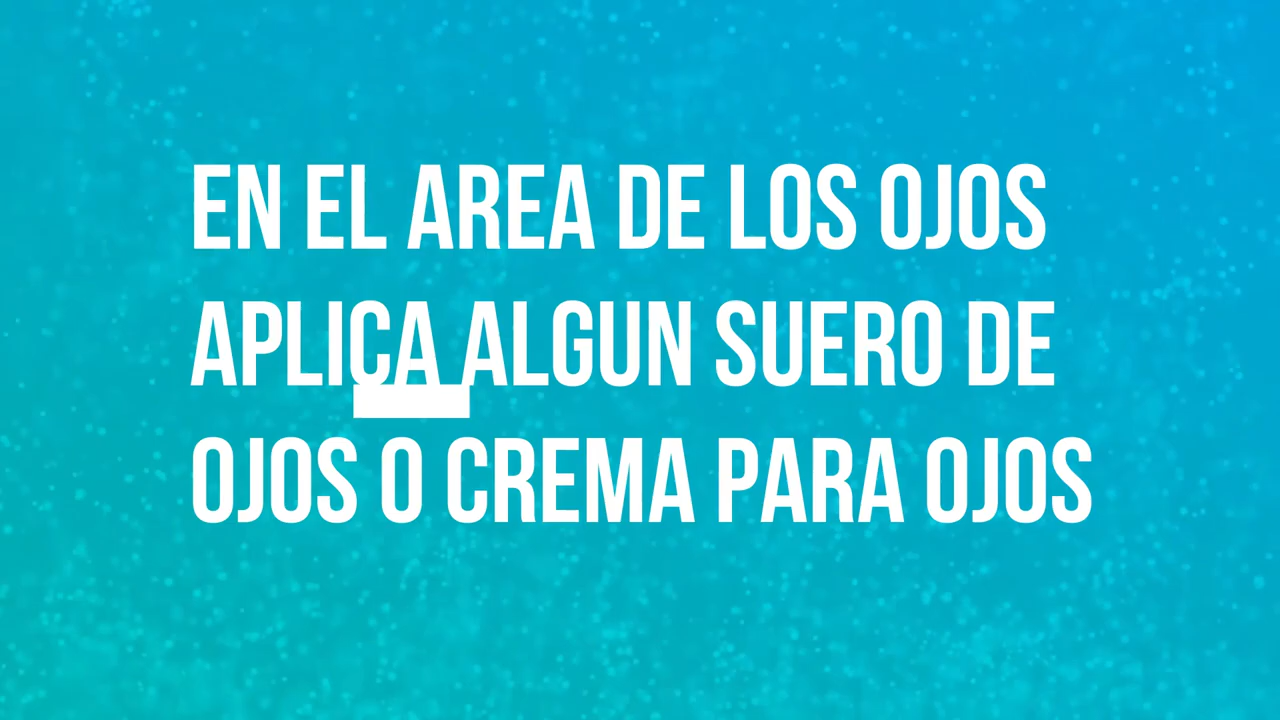 EN EL AREA DE LOS OJOS
APLICA ALGUN SUERO DE
OJOS O CREMA PARA OJOS